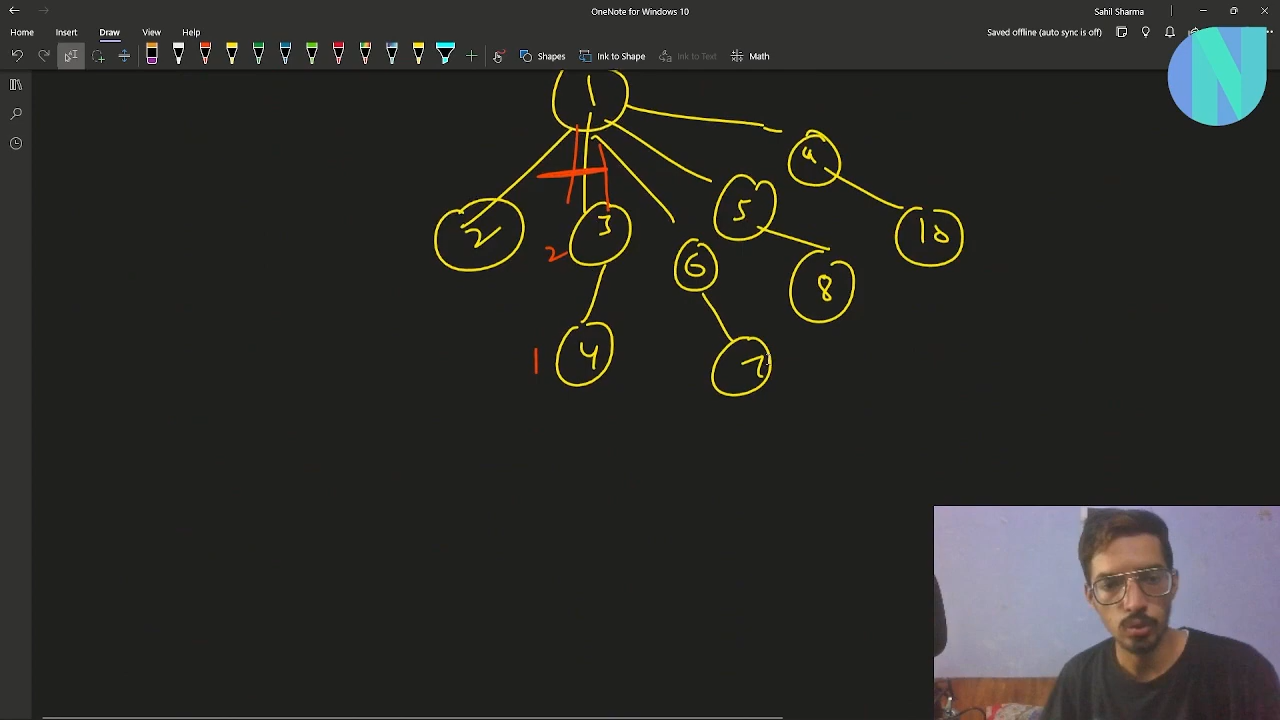 OneNote for Windows 10
Sahil Sharma
Home Insert Draw View Help
Saved offline (auto sync is off)
Shapes Ink to Shape Ink to Text Math
1
9
2 3 5 10
2 6 8
1 4 7
N